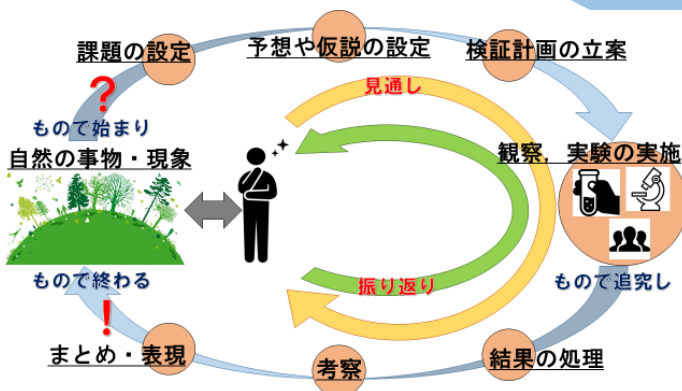 課題の設定
予想や仮説の設定
検証計画の立案
?
見通し
もので始まり
自然の事物・現象
観察，実験の実施
もので終わる
振り返り
もので追究し
!
まとめ・表現
考察
結果の処理